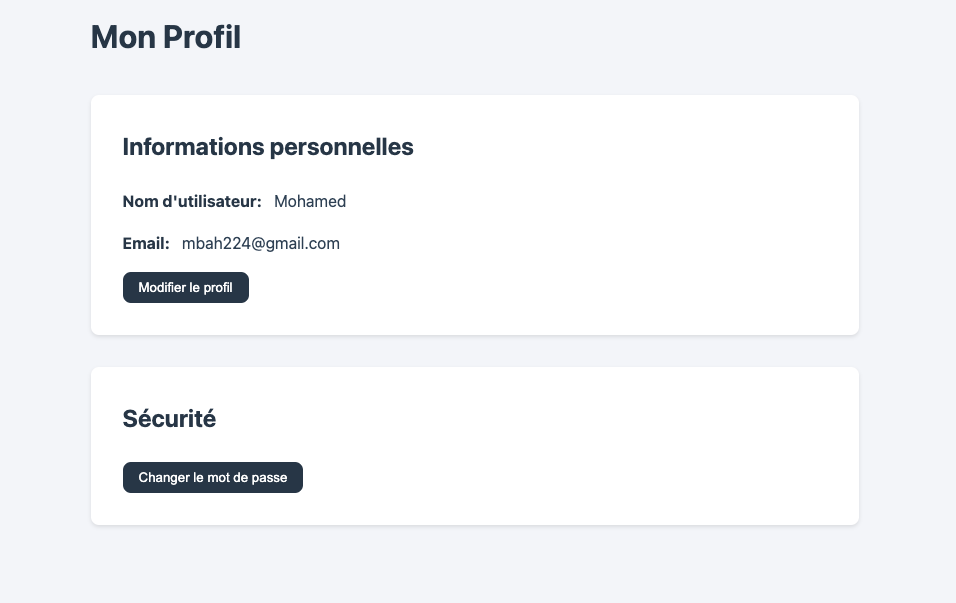 Mon Profil
Informations personnelles
Nom d'utilisateur: Mohamed
Email: mbah224@gmail.com
Modifier le profil
Sécurité
Changer le mot de passe